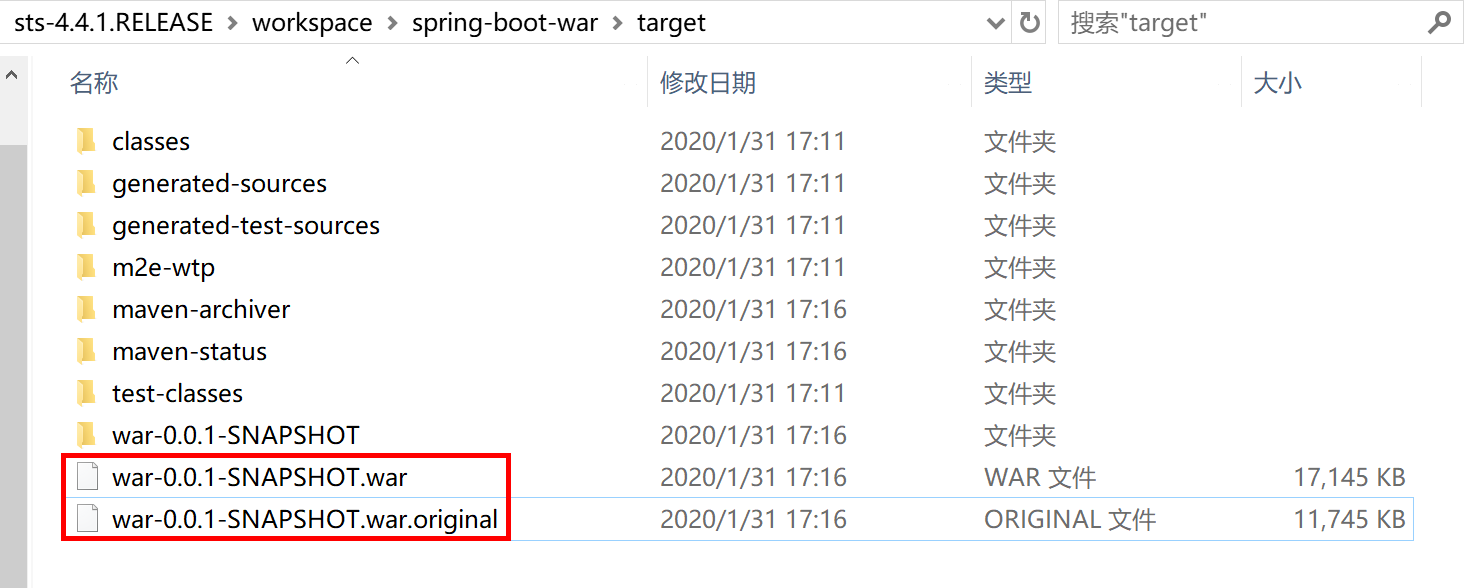 sts-4.4.1.RELEASE > workspace > spring-boot-war > target 搜索"target"
名称 修改日期 类型 大小
classes 2020/1/31 17:11 文件夹
generated-sources 2020/1/31 17:11 文件夹
generated-test-sources 2020/1/31 17:11 文件夹
m2e-wtp 2020/1/31 17:11 文件夹
maven-archiver 2020/1/31 17:16 文件夹
maven-status 2020/1/31 17:16 文件夹
test-classes 2020/1/31 17:11 文件夹
war-0.0.1-SNAPSHOT 2020/1/31 17:16 文件夹
war-0.0.1-SNAPSHOT.war 2020/1/31 17:16 WAR 文件 17,145 KB
war-0.0.1-SNAPSHOT.war.original 2020/1/31 17:16 ORIGINAL 文件 11,745 KB